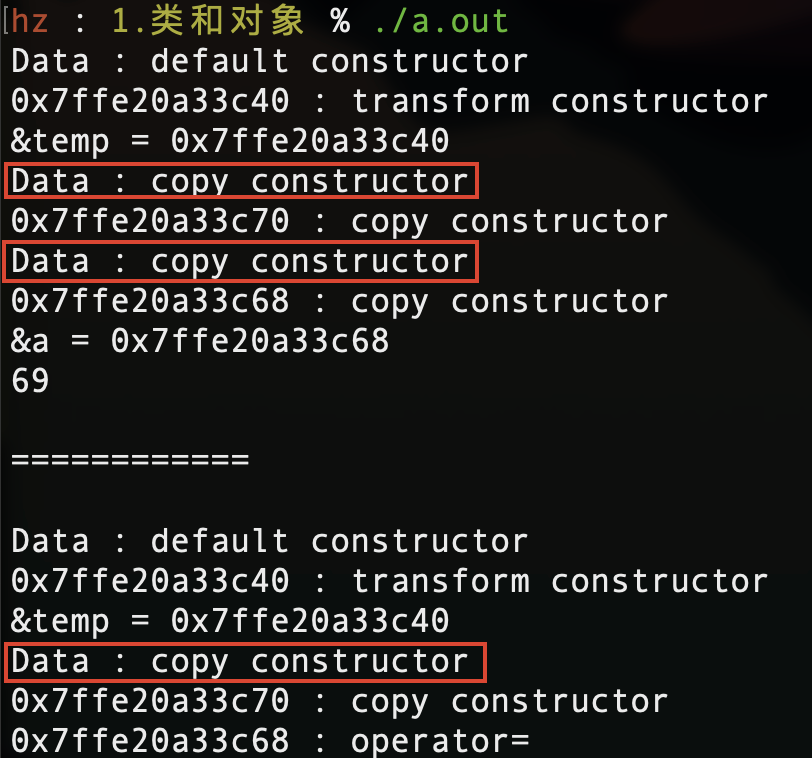 [hz : 1.类和对象 % ./a.out
Data : default constructor
0x7ffe20a33c40 : transform constructor
&temp = 0x7ffe20a33c40
Data : copy constructor
0x7ffe20a33c70 : copy constructor
Data : copy constructor
0x7ffe20a33c68 : copy constructor
&a = 0x7ffe20a33c68
69
============
Data : default constructor
0x7ffe20a33c40 : transform constructor
&temp = 0x7ffe20a33c40
Data : copy constructor
0x7ffe20a33c70 : copy constructor
0x7ffe20a33c68 : operator=